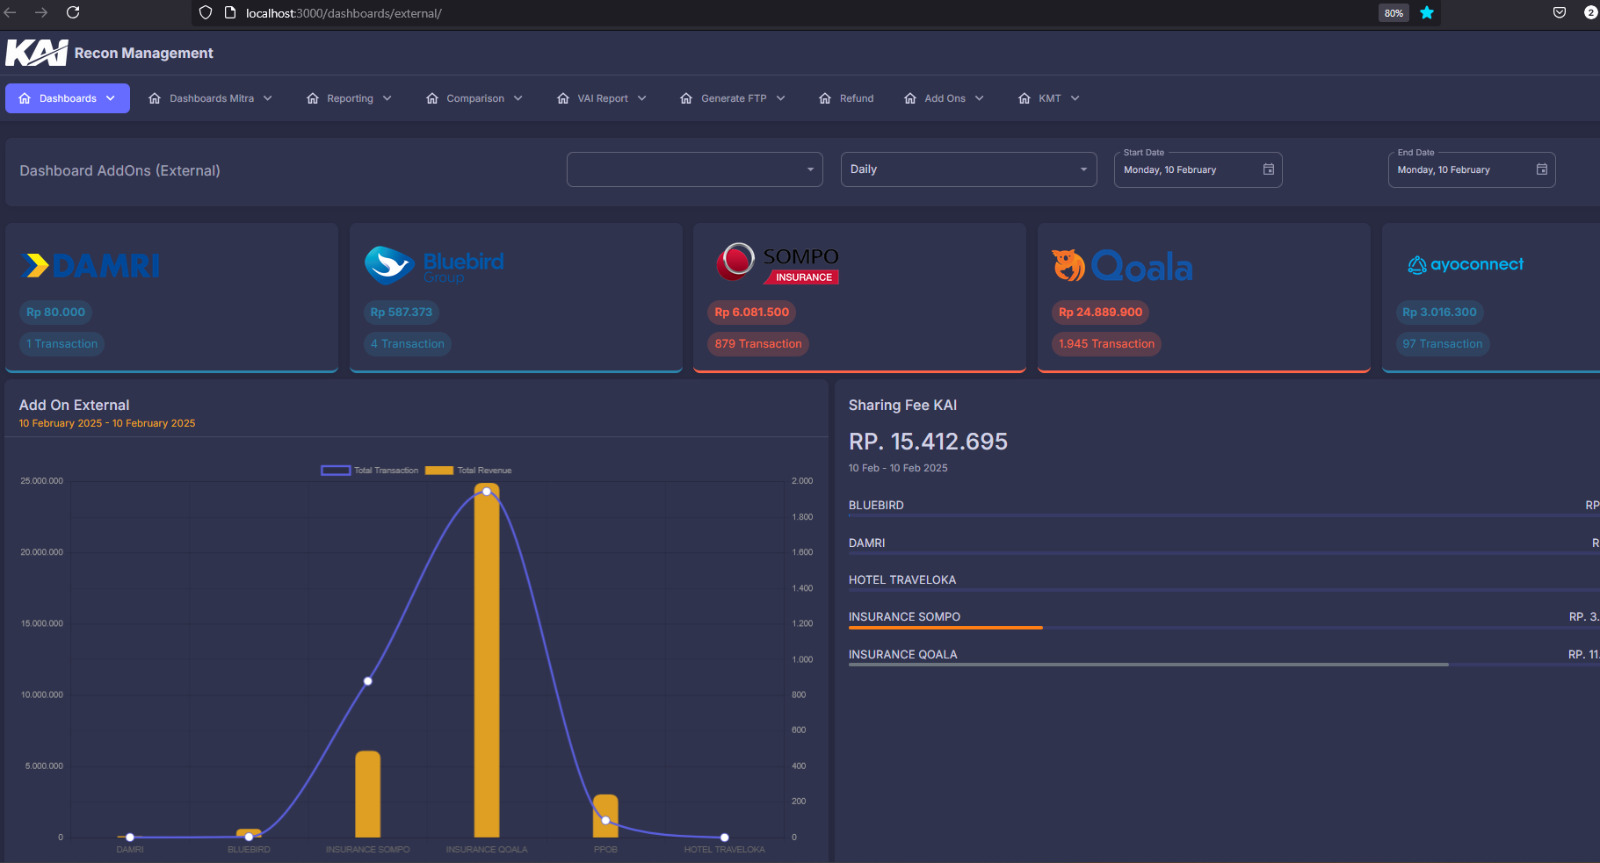 localhost:3000/dashboards/external/
80%
2
KAI Recon Management
Dashboards
Dashboards Mitra
Reporting
Comparison
VAI Report
Generate FTP
Refund
Add Ons
KMT
Dashboard AddOns (External)
Daily
Start Date
Monday, 10 February
End Date
Monday, 10 February
DAMRI
Rp 80.000
1 Transaction
Bluebird
Group
Rp 587.373
4 Transaction
SOMPO
INSURANCE
Rp 6.081.500
879 Transaction
Qoala
Rp 24.889.900
1.945 Transaction
ayoconnect
Rp 3.016.300
97 Transaction
Add On External
10 February 2025 - 10 February 2025
Total Transaction
Total Revenue
25.000.000
20.000.000
15.000.000
10.000.000
5.000.000
0
2.000
1.800
1.600
1.400
1.200
1.000
800
600
400
200
0
DAMRI
BLUEBIRD
INSURANCE SOMPO
INSURANCE QOALA
PPOB
HOTEL TRAVELOKA
Sharing Fee KAI
RP. 15.412.695
10 Feb - 10 Feb 2025
BLUEBIRD
RP
DAMRI
R
HOTEL TRAVELOKA
INSURANCE SOMPO
RP. 3.
INSURANCE QOALA
RP. 11.